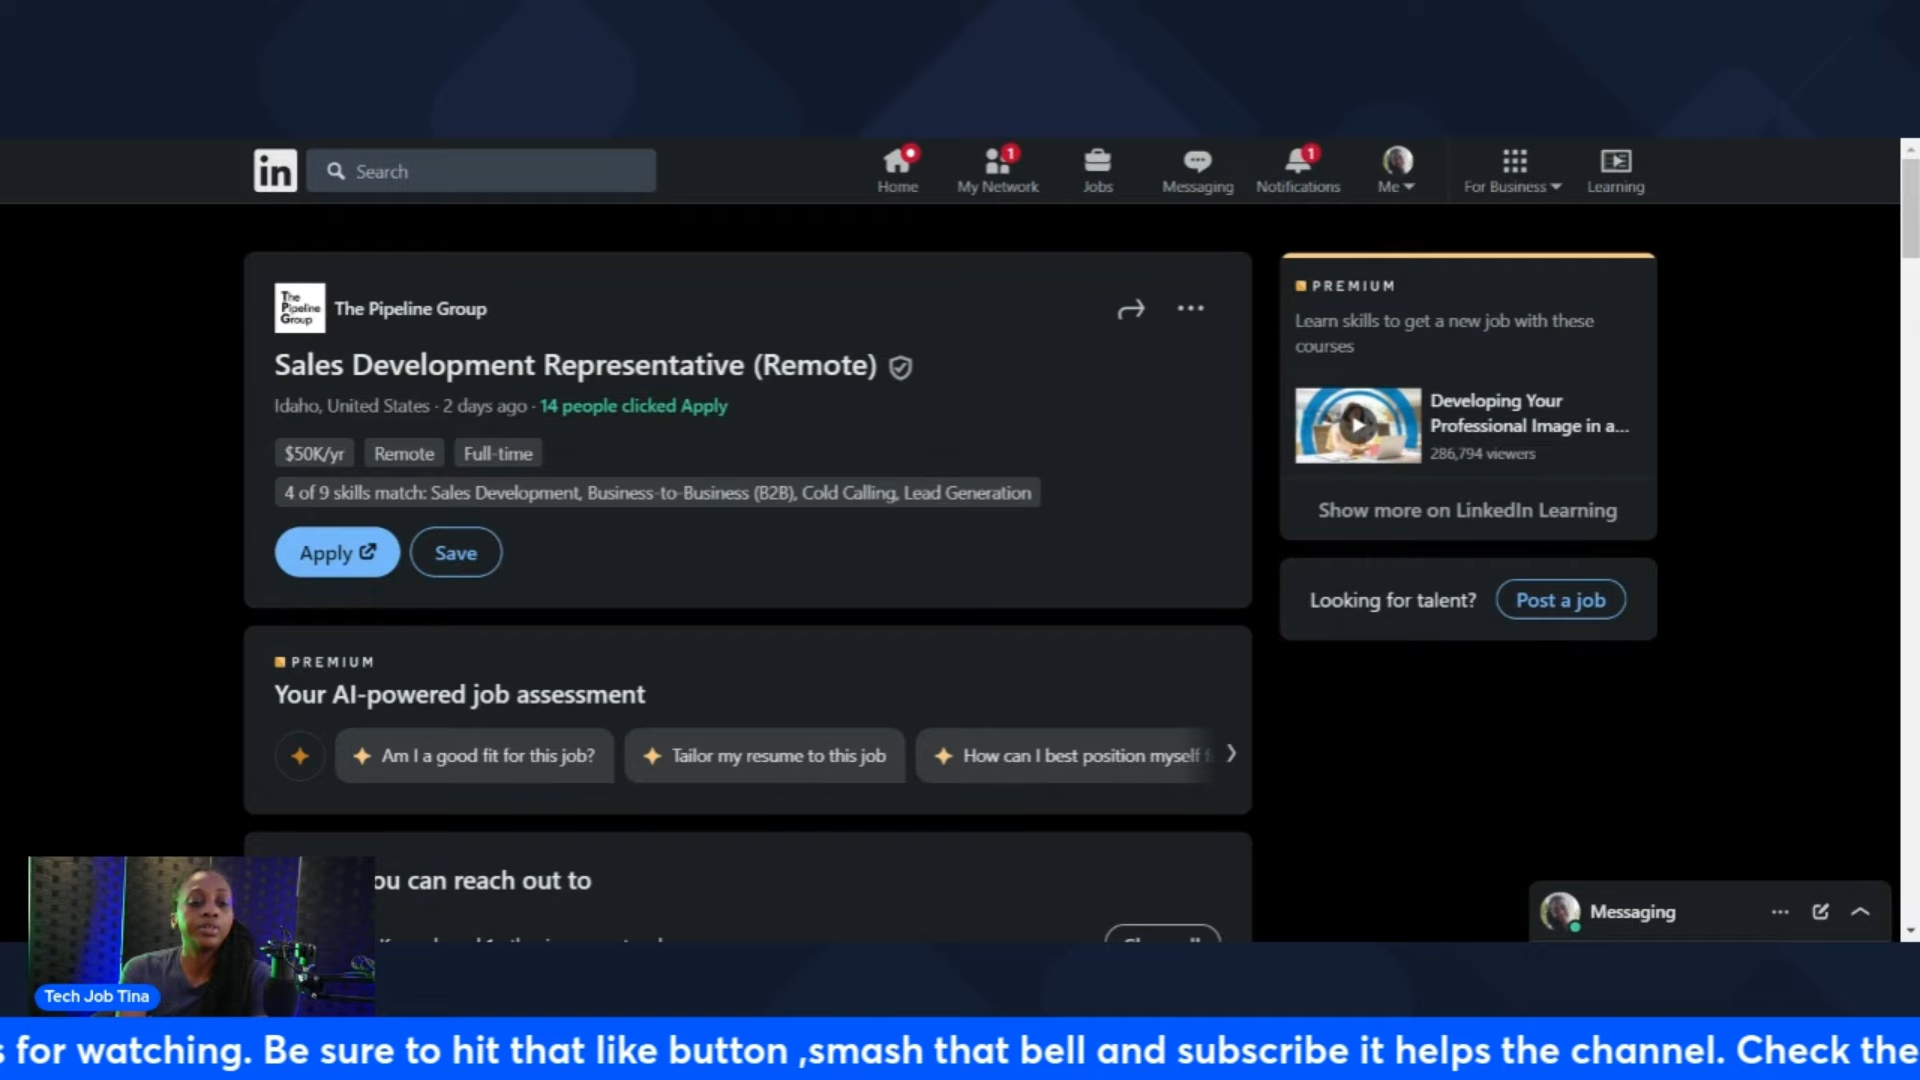 in
Search
Home
1
My Network
Jobs
Messaging
1
Notifications
Me
For Business
Learning
The
Pipeline
Group
The Pipeline Group
Sales Development Representative (Remote)
Idaho, United States · 2 days ago · 14 people clicked Apply
$50K/yr
Remote
Full-time
4 of 9 skills match: Sales Development, Business-to-Business (B2B), Cold Calling, Lead Generation
Apply
Save
PREMIUM
Learn skills to get a new job with these
courses
Developing Your
Professional Image in a...
286,794 viewers
Show more on LinkedIn Learning
Looking for talent?
Post a job
PREMIUM
Your AI-powered job assessment
Am I a good fit for this job?
Tailor my resume to this job
How can I best position myself
ou can reach out to
Messaging
Tech Job Tina
s for watching. Be sure to hit that like button ,smash that bell and subscribe it helps the channel. Check the